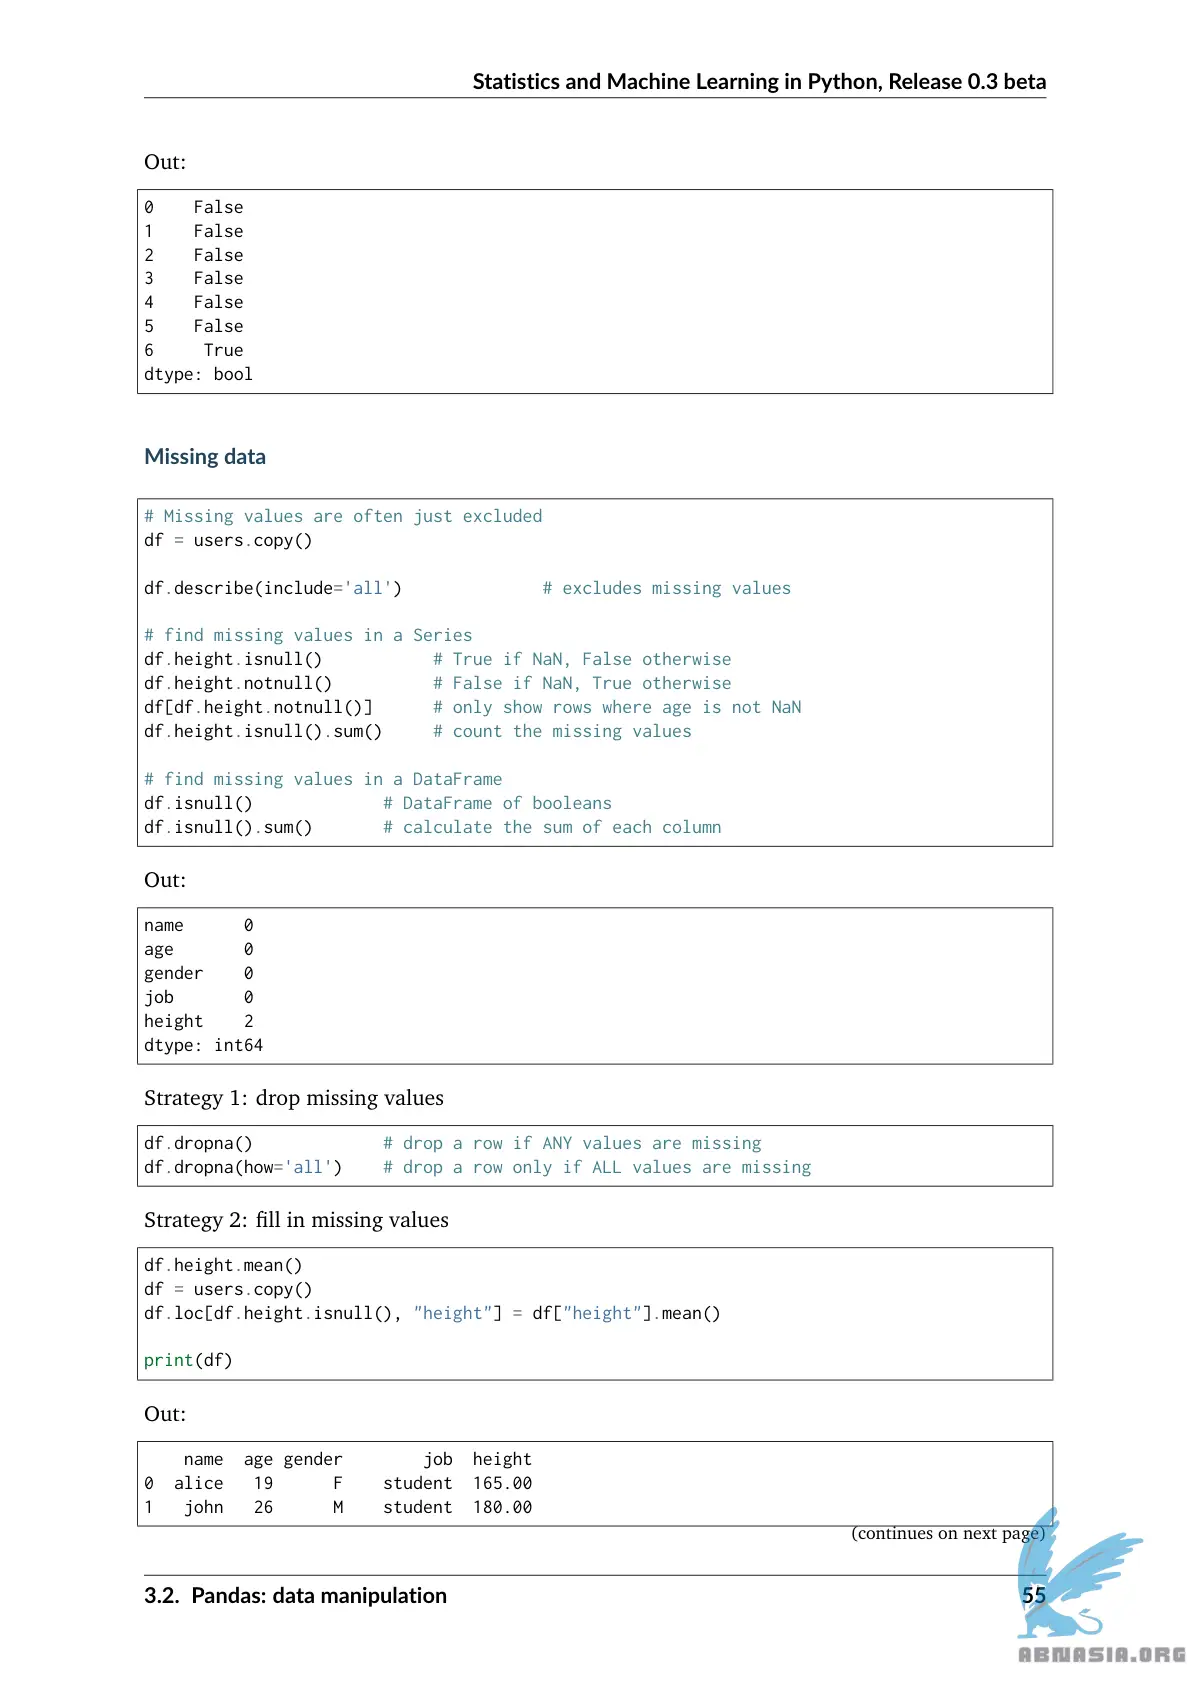 Statistics and Machine Learning in Python, Release 0.3 beta
Out:
0    False
1    False
2    False
3    False
4    False
5    False
6     True
dtype: bool
Missing data
# Missing values are often just excluded
df = users.copy()
df.describe(include='all')              # excludes missing values
# find missing values in a Series
df.height.isnull()           # True if NaN, False otherwise
df.height.notnull()          # False if NaN, True otherwise
df[df.height.notnull()]      # only show rows where age is not NaN
df.height.isnull().sum()     # count the missing values
# find missing values in a DataFrame
df.isnull()             # DataFrame of booleans
df.isnull().sum()       # calculate the sum of each column
Out:
name      0
age       0
gender    0
job       0
height    2
dtype: int64
Strategy 1: drop missing values
df.dropna()             # drop a row if ANY values are missing
df.dropna(how='all')    # drop a row only if ALL values are missing
Strategy 2: fill in missing values
df.height.mean()
df = users.copy()
df.loc[df.height.isnull(), "height"] = df["height"].mean()
print(df)
Out:
    name  age gender        job  height
0  alice   19      F    student  165.00
1   john   26      M    student  180.00
(continues on next page)
3.2. Pandas: data manipulation 55
ABNASIA.ORG